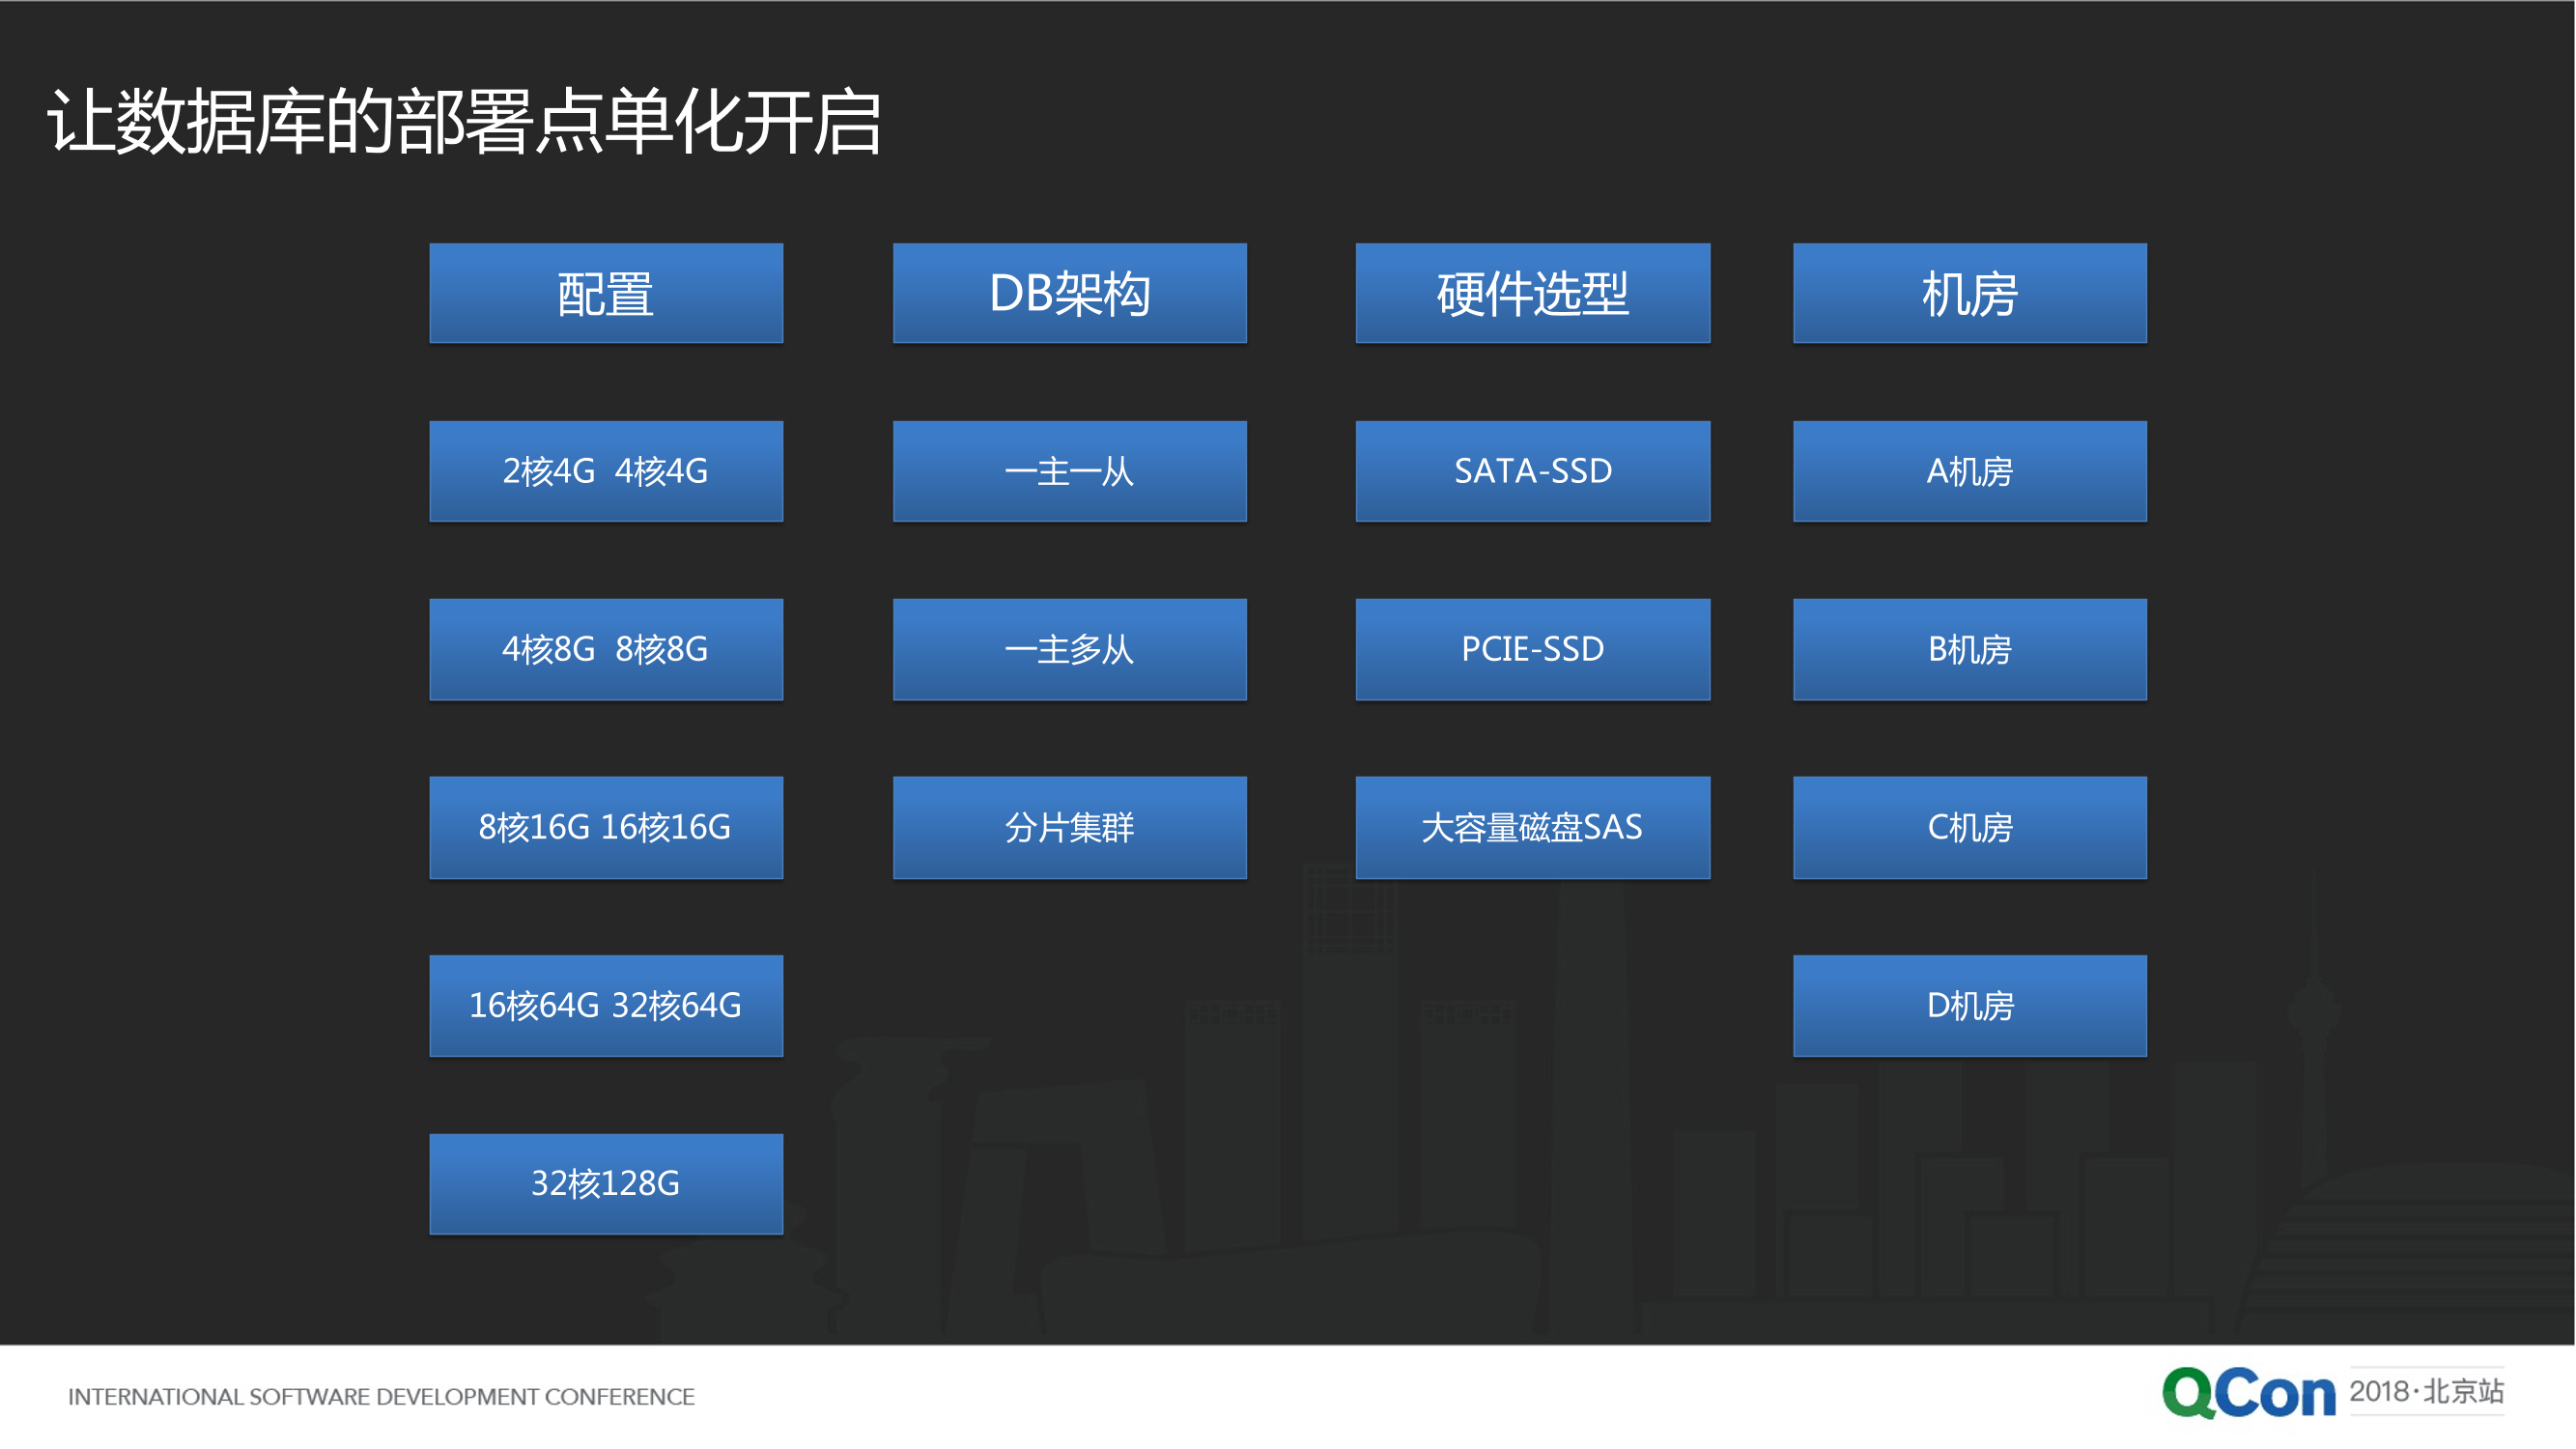 让数据库的部署点单化开启
配置
DB架构
硬件选型
机房
2核4G 4核4G
一主一从
SATA-SSD
A机房
4核8G 8核8G
一主多从
PCIE-SSD
B机房
8核16G 16核16G
分片集群
大容量磁盘SAS
C机房
16核64G 32核64G
D机房
32核128G
INTERNATIONAL SOFTWARE DEVELOPMENT CONFERENCE
QCon 2018·北京站